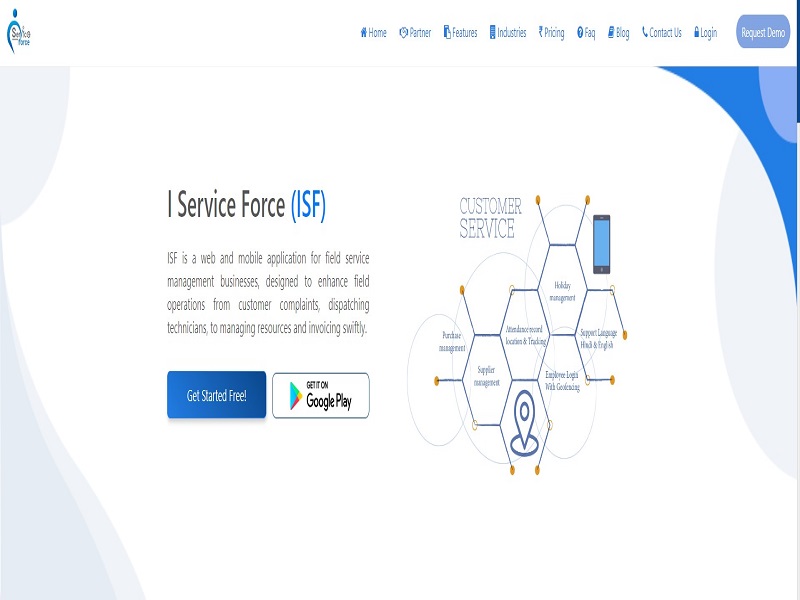 Service
force
Home
Partner
Features
Industries
Pricing
Faq
Blog
Contact Us
Login
Request Demo
I Service Force (ISF)
ISF is a web and mobile application for field service
management businesses, designed to enhance field
operations from customer complaints, dispatching
technicians, to managing resources and invoicing swiftly.
Get Started Free!
GET IT ON
Google Play
CUSTOMER
SERVICE
Holiday
management
Purchase
management
Attendance record
location & Tracking
Support Language
Hindi & English
Supplier
management
Employee Login
With Geofencing